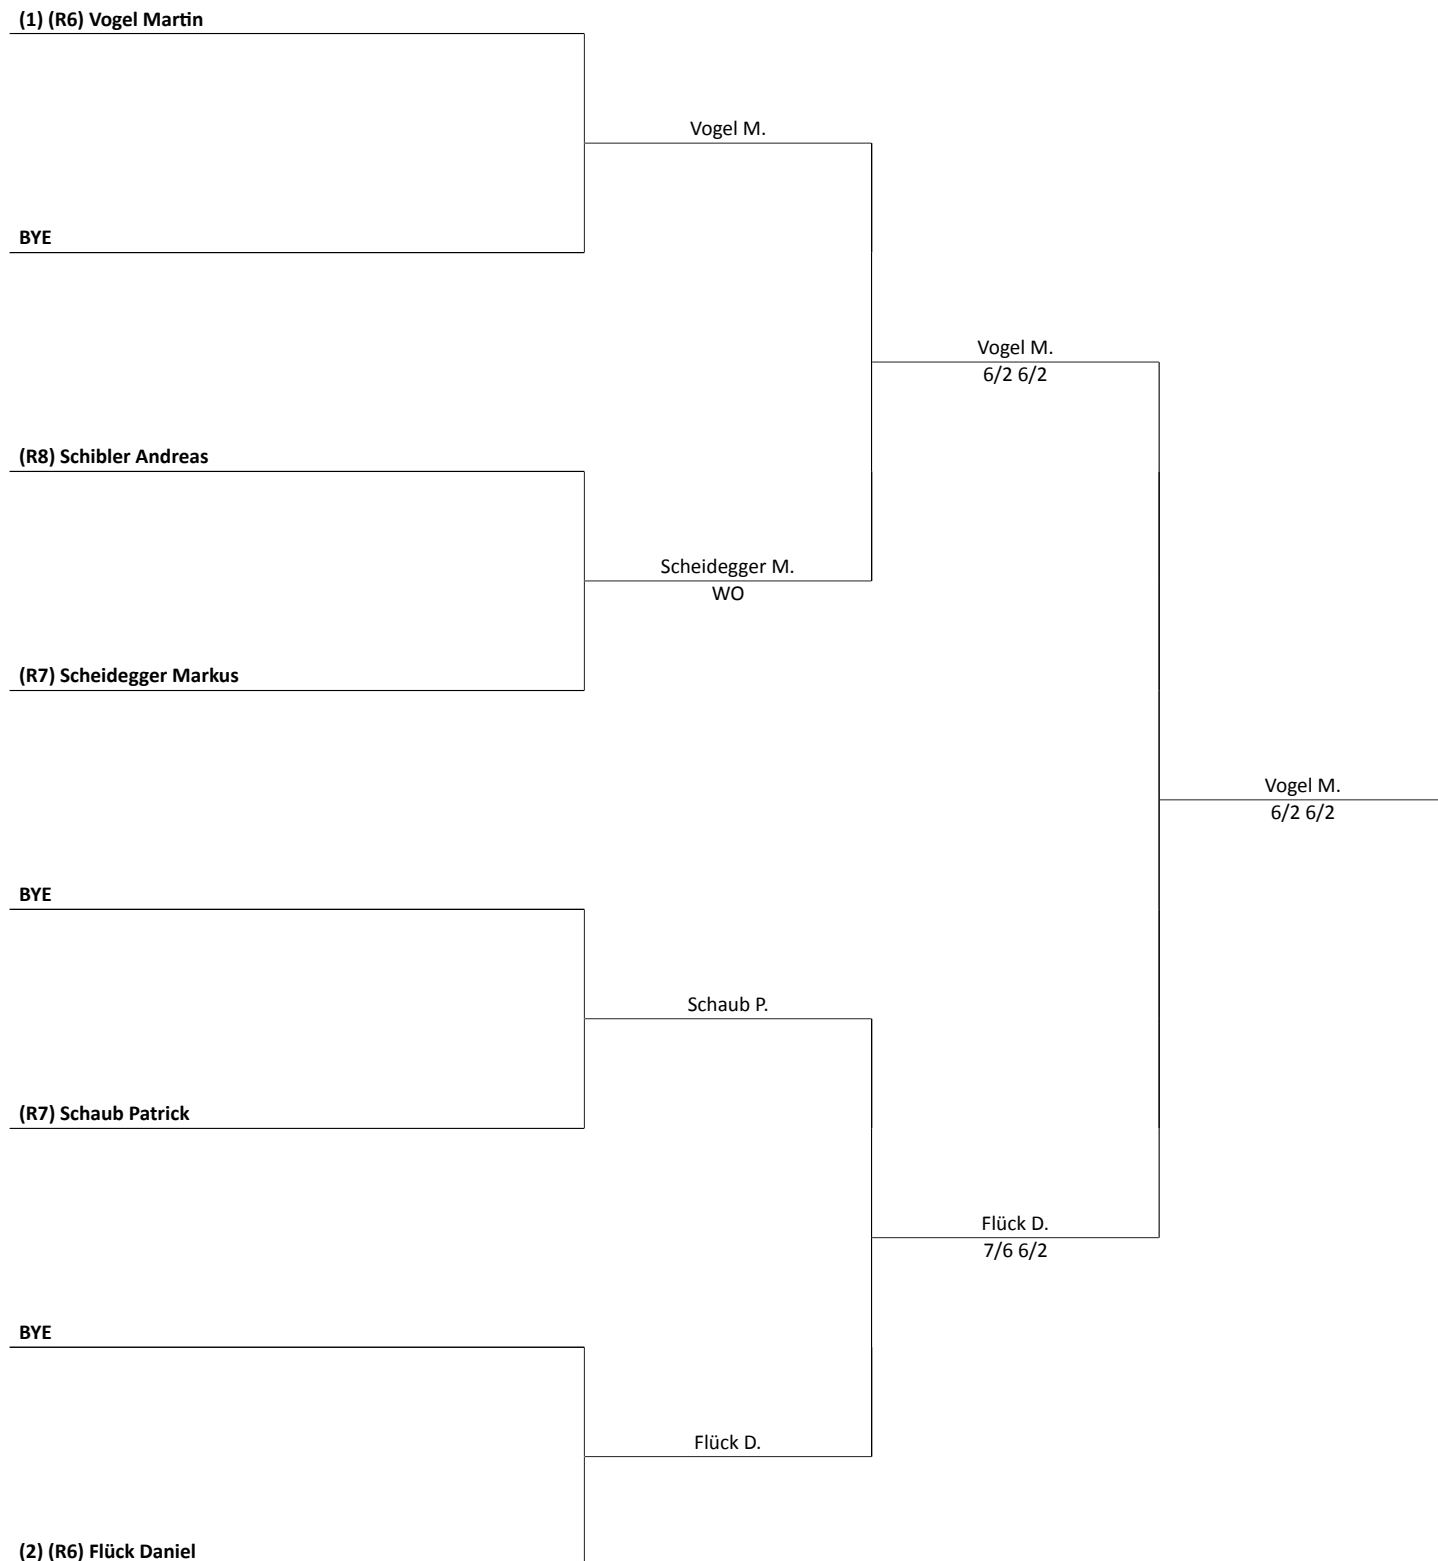 (1) (R6) Vogel Martin
Vogel M.
BYE
Vogel M.
6/2 6/2
(R8) Schibler Andreas
Scheidegger M.
WO
(R7) Scheidegger Markus
Vogel M.
6/2 6/2
BYE
Schaub P.
(R7) Schaub Patrick
Flück D.
7/6 6/2
BYE
Flück D.
(2) (R6) Flück Daniel